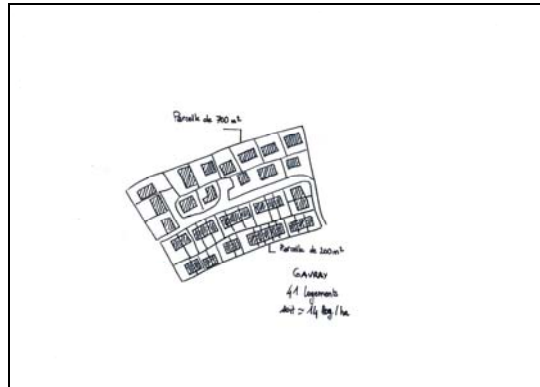 Parcelle de 700 m²
Parcelle de 200 m²
GAVRAY
41 logements
soit ≃ 14 log / ha